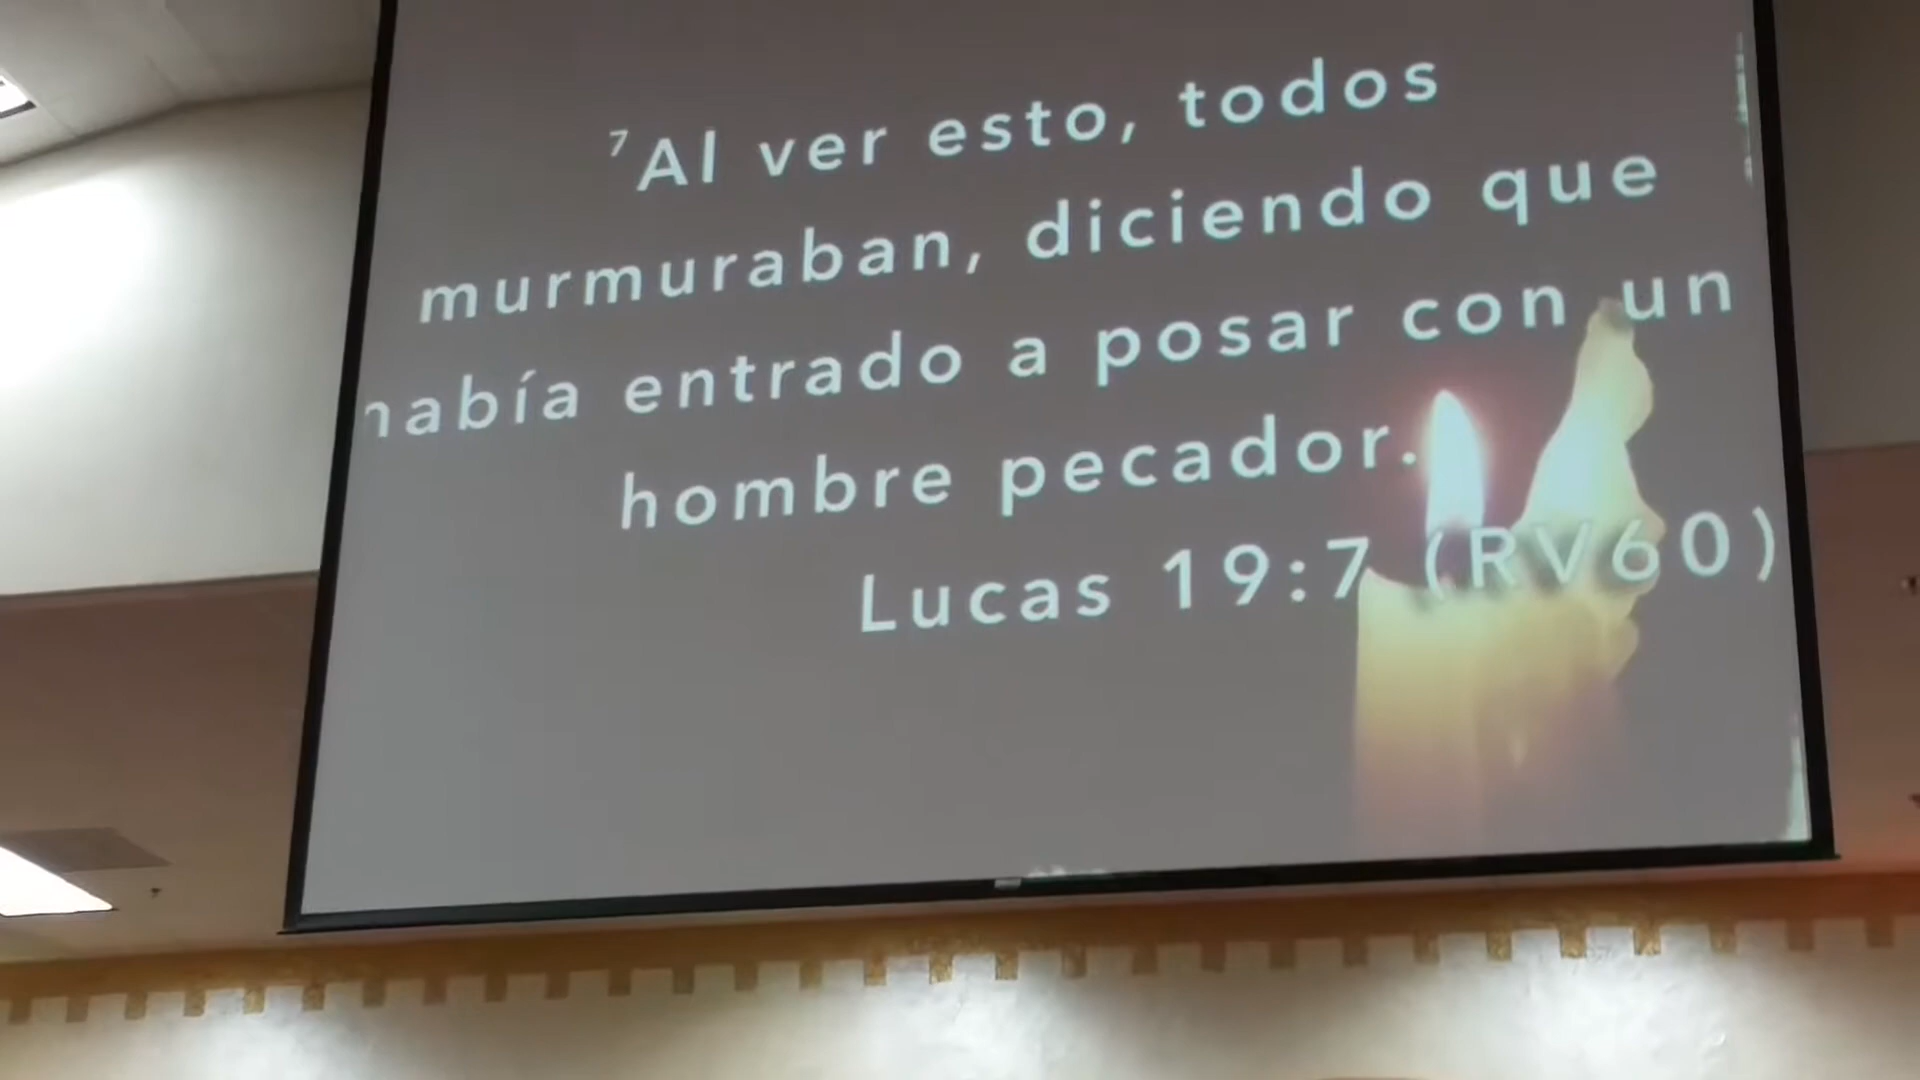 ⁷Al ver esto, todos
murmuraban, diciendo que
había entrado a posar con un
hombre pecador.
Lucas 19:7 (RV60)